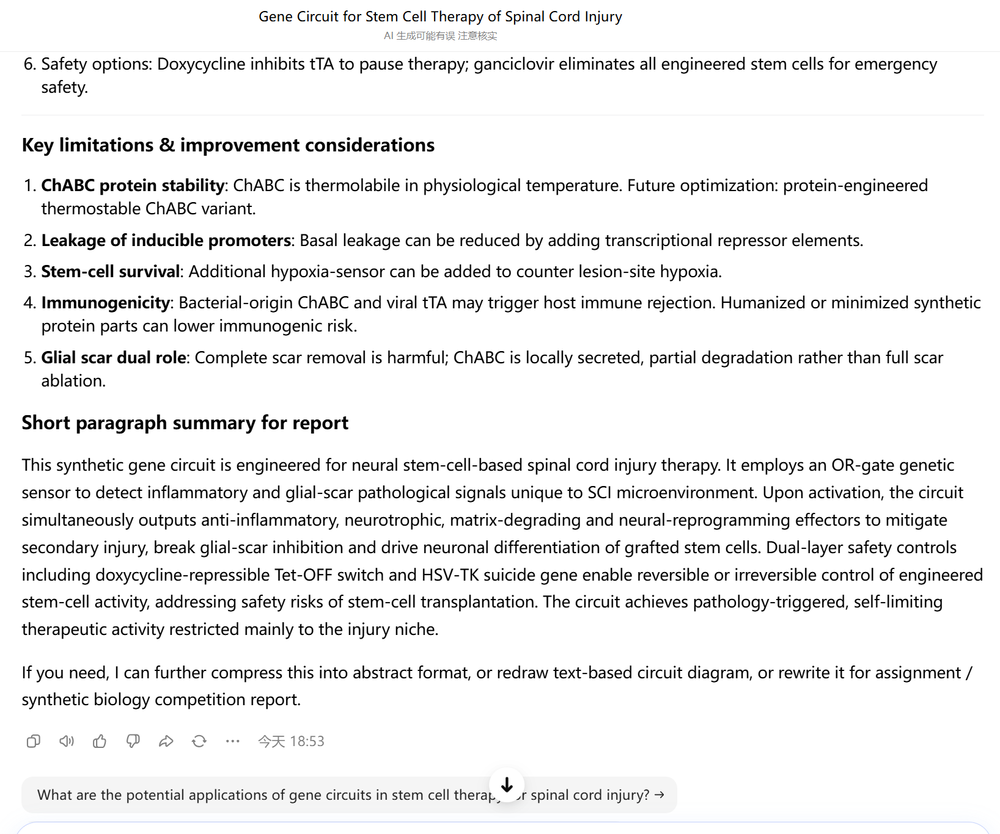 Gene Circuit for Stem Cell Therapy of Spinal Cord Injury
AI 生成可能有误 注意核实
6. Safety options: Doxycycline inhibits tTA to pause therapy; ganciclovir eliminates all engineered stem cells for emergency
safety.
Key limitations & improvement considerations
1. ChABC protein stability: ChABC is thermolabile in physiological temperature. Future optimization: protein-engineered
thermostable ChABC variant.
2. Leakage of inducible promoters: Basal leakage can be reduced by adding transcriptional repressor elements.
3. Stem-cell survival: Additional hypoxia-sensor can be added to counter lesion-site hypoxia.
4. Immunogenicity: Bacterial-origin ChABC and viral tTA may trigger host immune rejection. Humanized or minimized synthetic
protein parts can lower immunogenic risk.
5. Glial scar dual role: Complete scar removal is harmful; ChABC is locally secreted, partial degradation rather than full scar
ablation.
Short paragraph summary for report
This synthetic gene circuit is engineered for neural stem-cell-based spinal cord injury therapy. It employs an OR-gate genetic
sensor to detect inflammatory and glial-scar pathological signals unique to SCI microenvironment. Upon activation, the circuit
simultaneously outputs anti-inflammatory, neurotrophic, matrix-degrading and neural-reprogramming effectors to mitigate
secondary injury, break glial-scar inhibition and drive neuronal differentiation of grafted stem cells. Dual-layer safety controls
including doxycycline-repressible Tet-OFF switch and HSV-TK suicide gene enable reversible or irreversible control of engineered
stem-cell activity, addressing safety risks of stem-cell transplantation. The circuit achieves pathology-triggered, self-limiting
therapeutic activity restricted mainly to the injury niche.
If you need, I can further compress this into abstract format, or redraw text-based circuit diagram, or rewrite it for assignment /
synthetic biology competition report.
今天 18:53
What are the potential applications of gene circuits in stem cell spinal cord injury? →